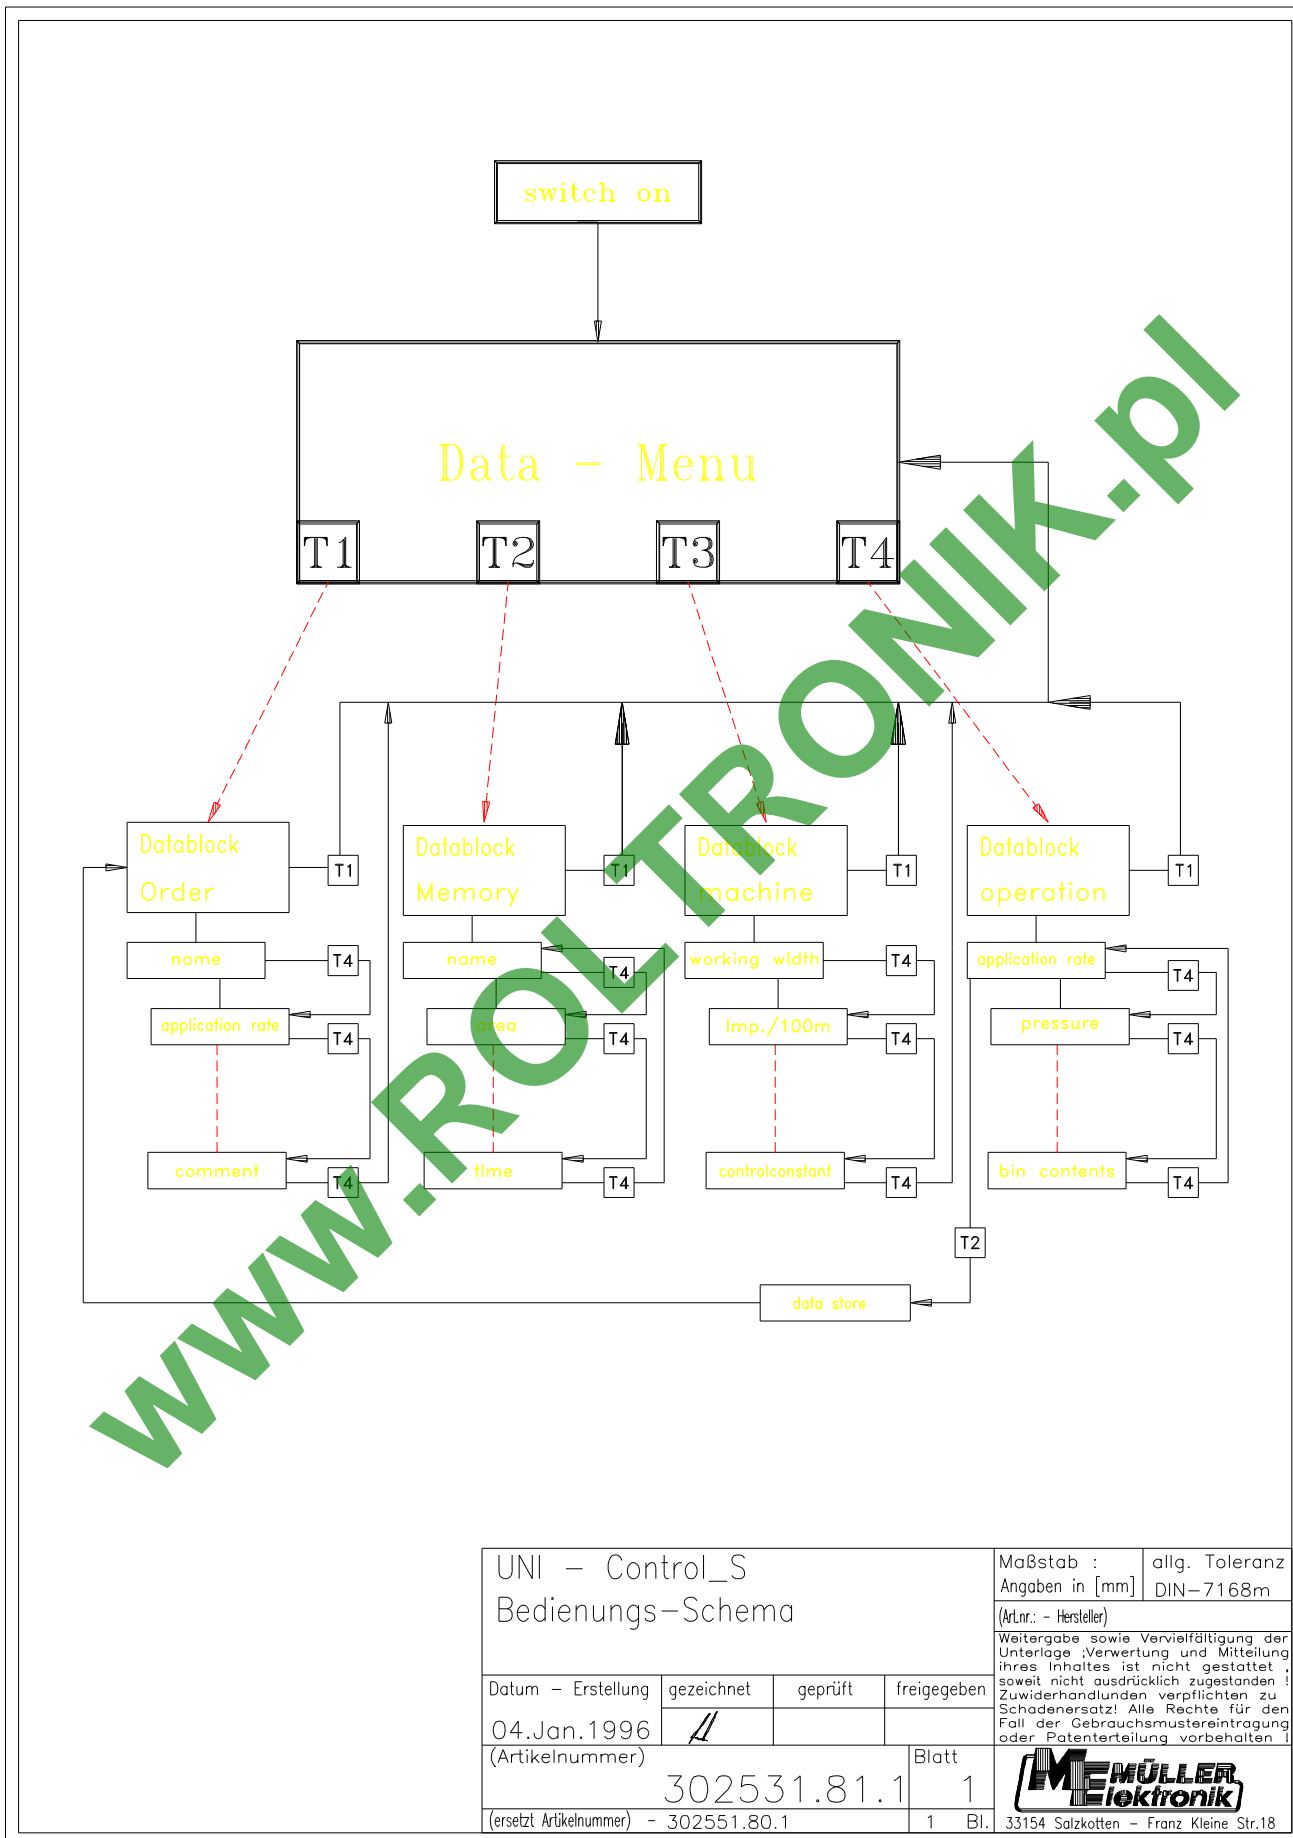 switch on
Data - Menu
T1 T2 T3 T4
Datablock
Order
T1
Datablock
Memory
T1
Datablock
machine
T1
Datablock
operation
T1
name
T4
name
T4
working width
T4
application rate
T4
application rate
T4
area
T4
Imp./100m
T4
pressure
T4
comment
T4
time
T4
controlconstant
T4
bin contents
T4
T2
data store
www.ROLTRONIK.pl
UNI - Control_S
Bedienungs-Schema
Maßstab :
Angaben in [mm]
allg. Toleranz
DIN-7168m
(Art.nr.: - Hersteller)
Weitergabe sowie Vervielfältigung der
Unterlage ;Verwertung und Mitteilung
ihres Inhaltes ist nicht gestattet ,
soweit nicht ausdrücklich zugestanden !
Zuwiderhandlunden verpflichten zu
Schadenersatz! Alle Rechte für den
Fall der Gebrauchsmustereintragung
oder Patenterteilung vorbehalten !
Datum - Erstellung
04.Jan.1996
gezeichnet
geprüft
freigegeben
(Artikelnummer)
302531.81.1
Blatt
1
(ersetzt Artikelnummer) - 302551.80.1
1 Bl.
ME MÜLLER
Elektronik
33154 Salzkotten - Franz Kleine Str.18